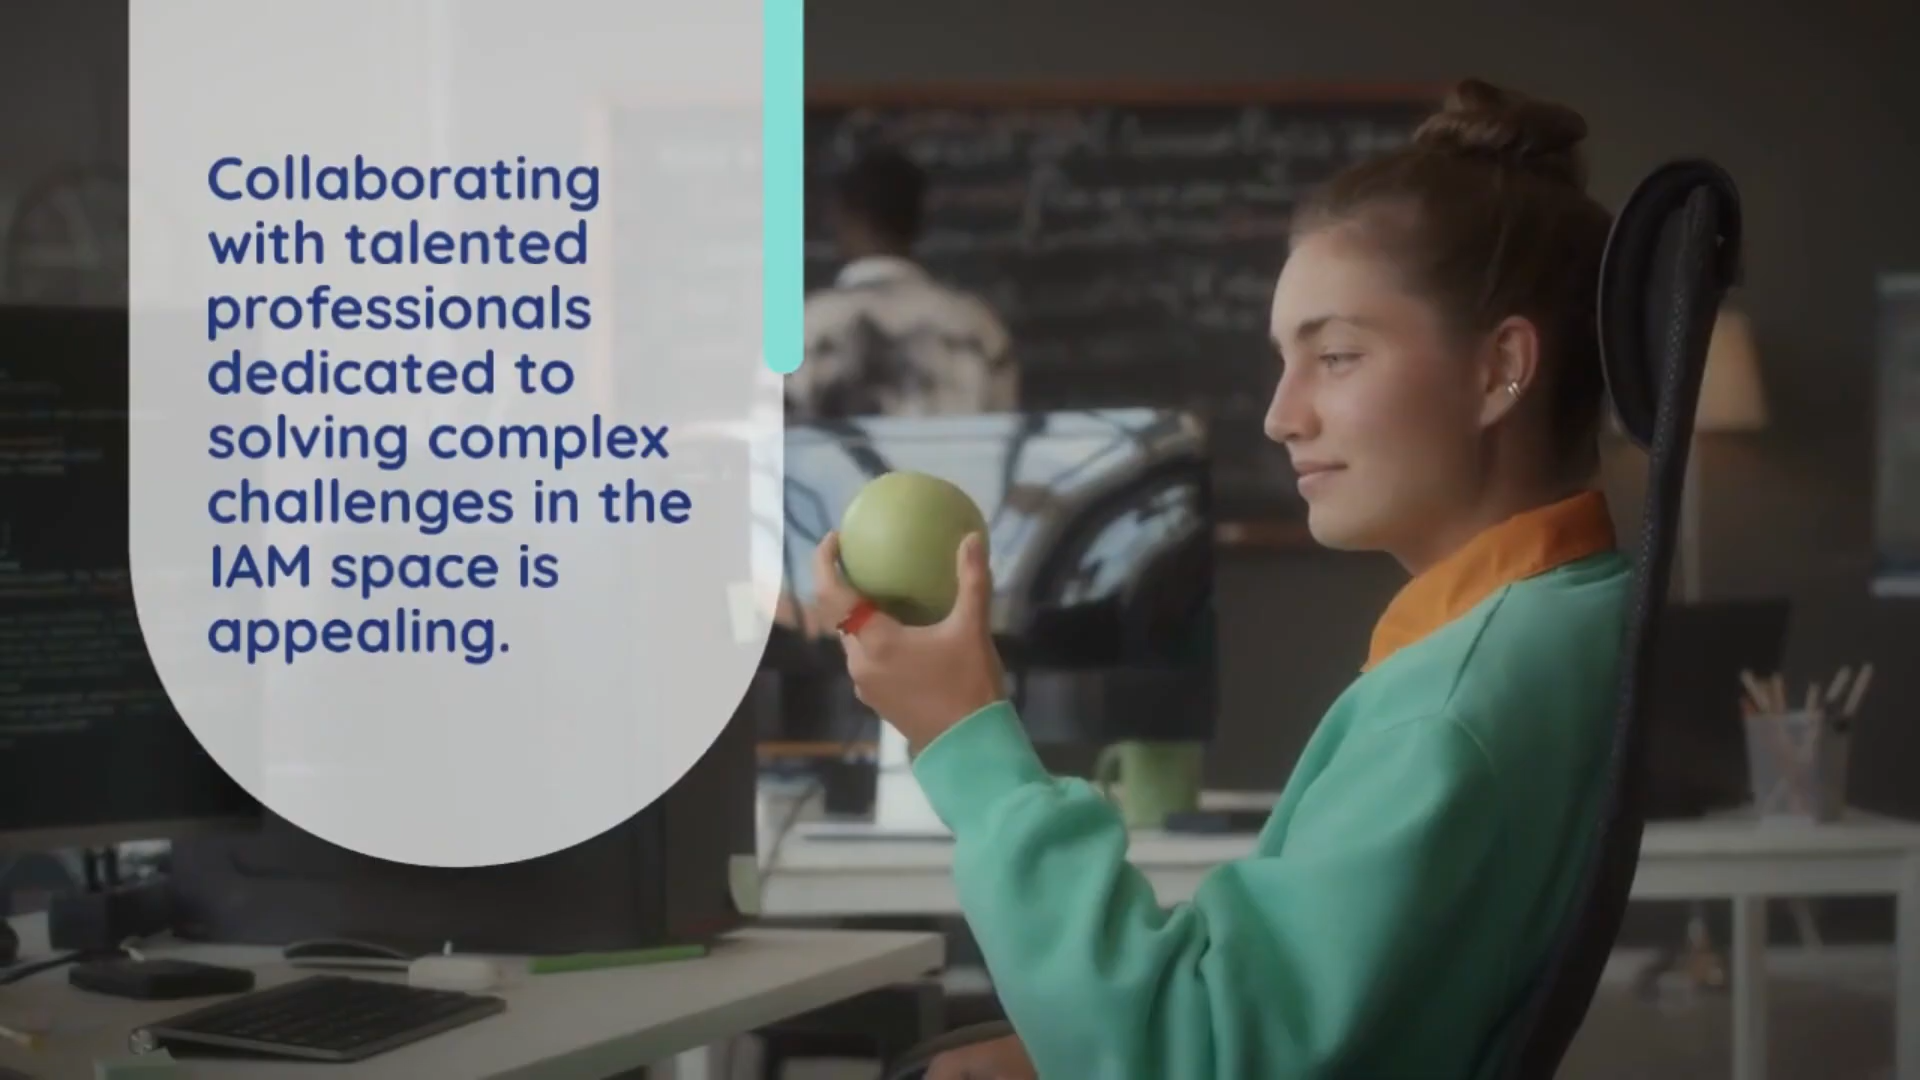 Collaborating
with talented
professionals
dedicated to
solving complex
challenges in the
IAM space is
appealing.